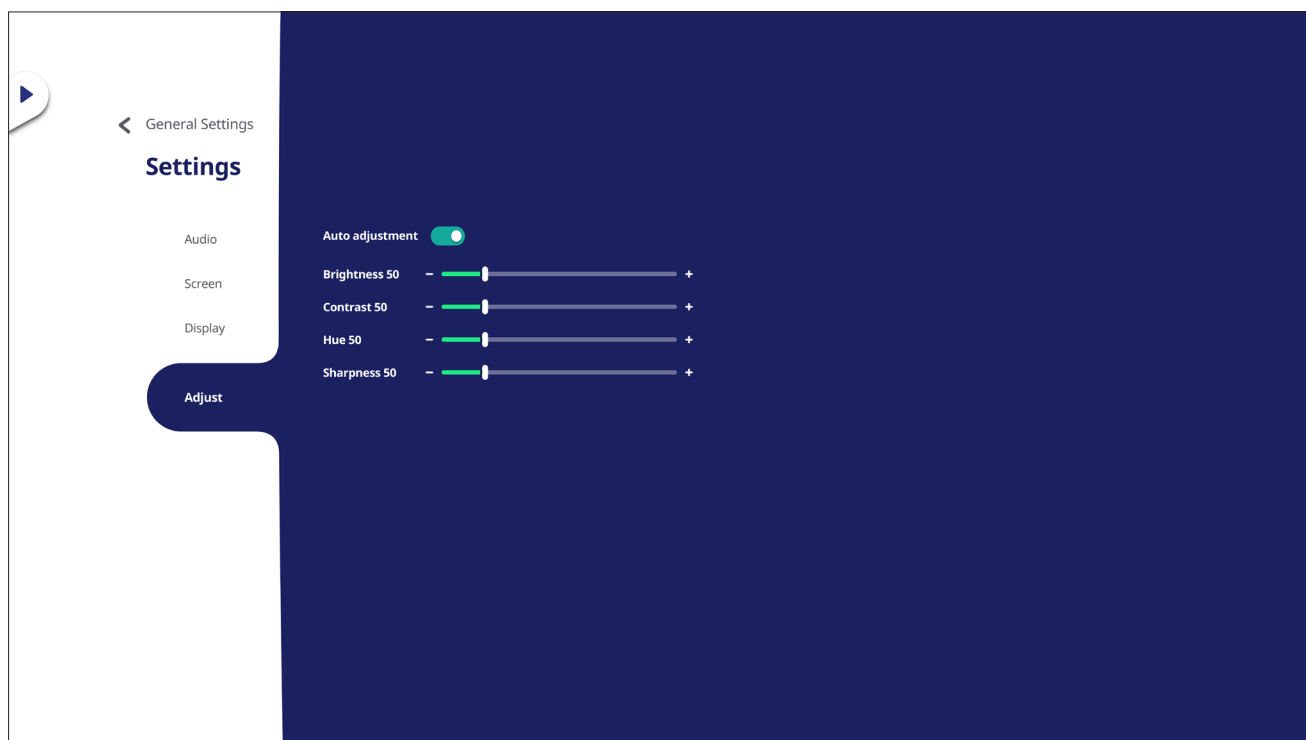 General Settings
Settings
Audio
Screen
Display
Adjust
Auto adjustment
Brightness 50 - +
Contrast 50 - +
Hue 50 - +
Sharpness 50 - +